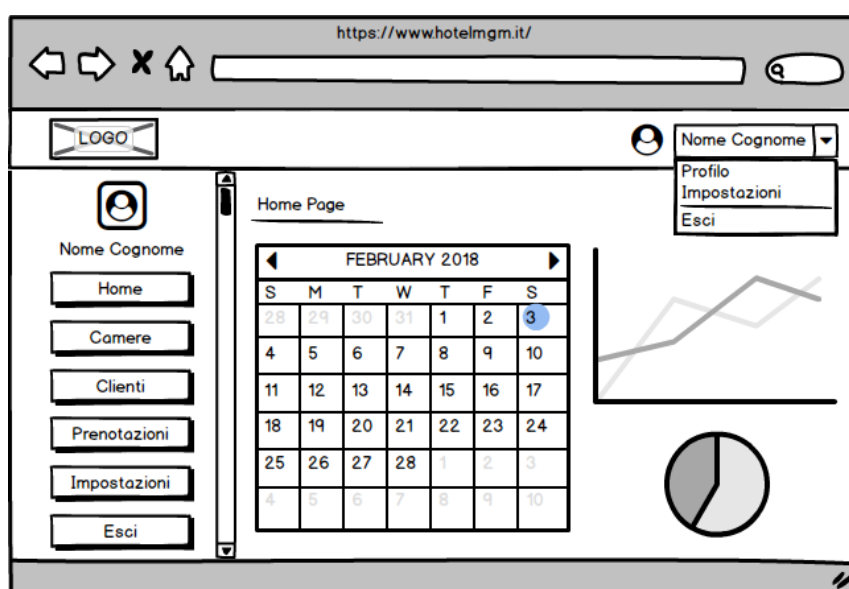 https://www.hotelmgm.it/
LOGO
Nome Cognome
Profilo
Impostazioni
Esci
Nome Cognome
Home
Camere
Clienti
Prenotazioni
Impostazioni
Esci
Home Page
FEBRUARY 2018
S M T W T F S
28 29 30 31 1 2 3
4 5 6 7 8 9 10
11 12 13 14 15 16 17
18 19 20 21 22 23 24
25 26 27 28 1 2 3
4 5 6 7 8 9 10